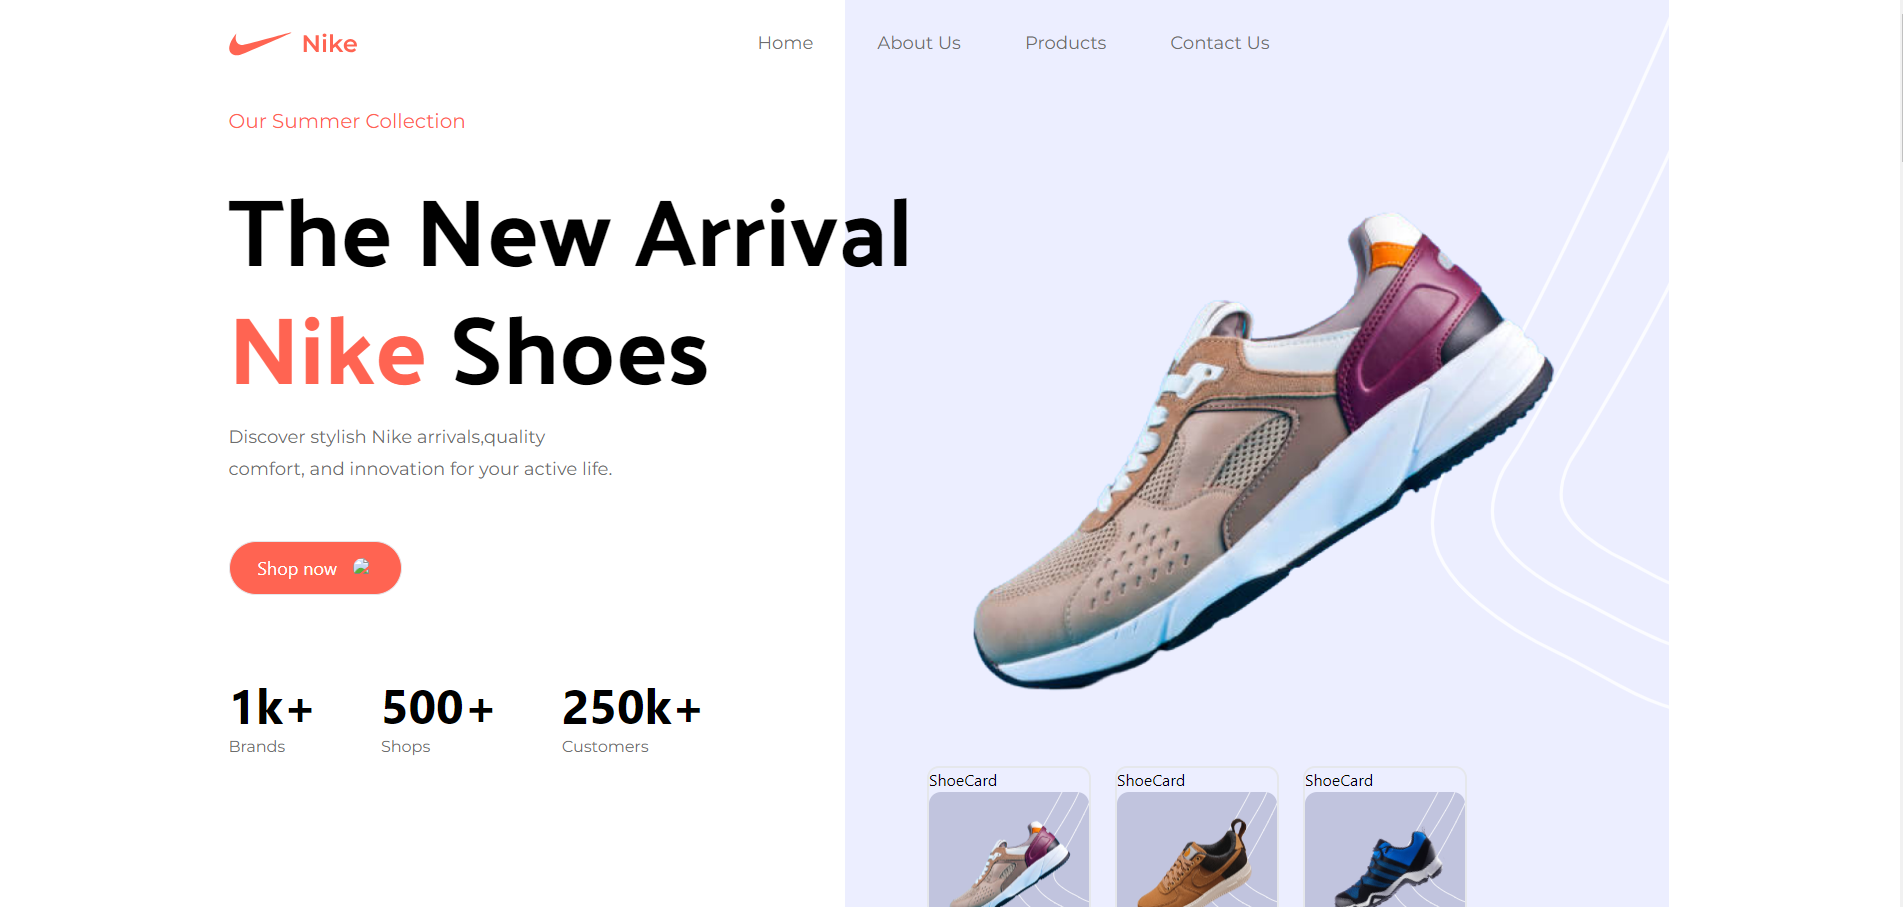 Nike
Home
About Us
Products
Contact Us
Our Summer Collection
The New Arrival
Nike Shoes
Discover stylish Nike arrivals,quality
comfort, and innovation for your active life.
Shop now
1k+
Brands
500+
Shops
250k+
Customers
ShoeCard
ShoeCard
ShoeCard